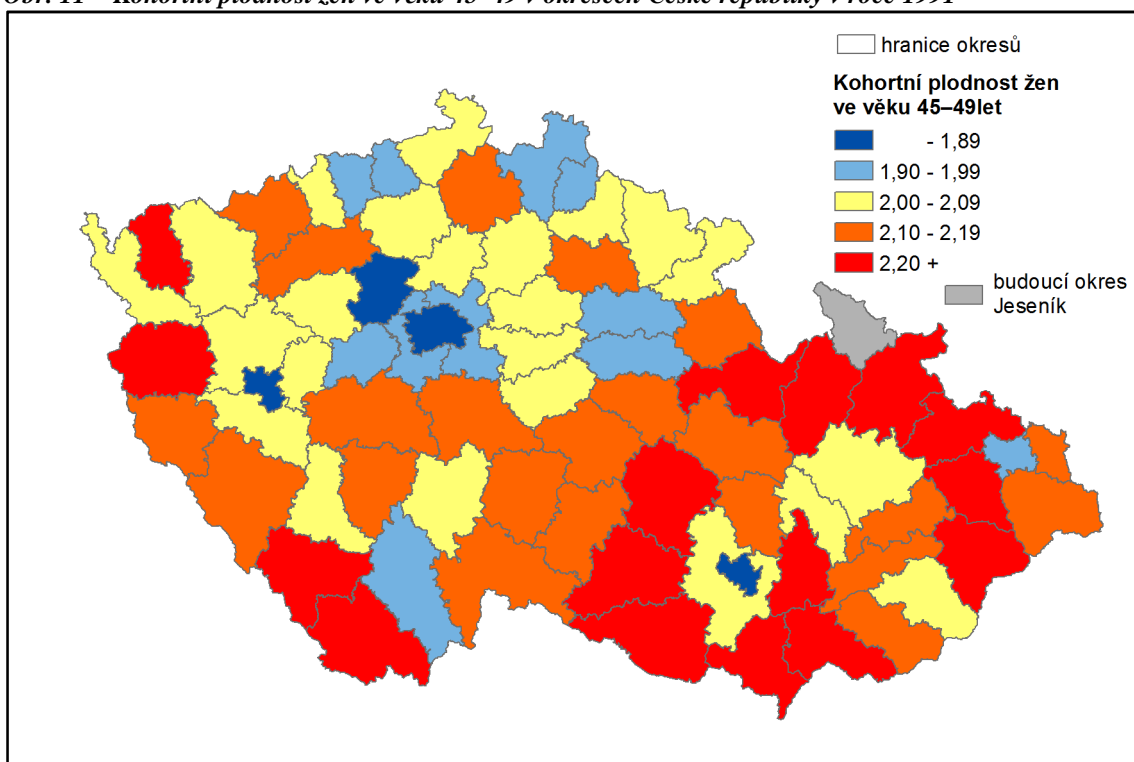 Obr. 11 – Kohortní plodnost žen ve věku 45–49 v okresech České republiky v roce 1991
hranice okresů
Kohortní plodnost žen
ve věku 45–49let
- 1,89
1,90 - 1,99
2,00 - 2,09
2,10 - 2,19
2,20 +
budoucí okres
Jeseník